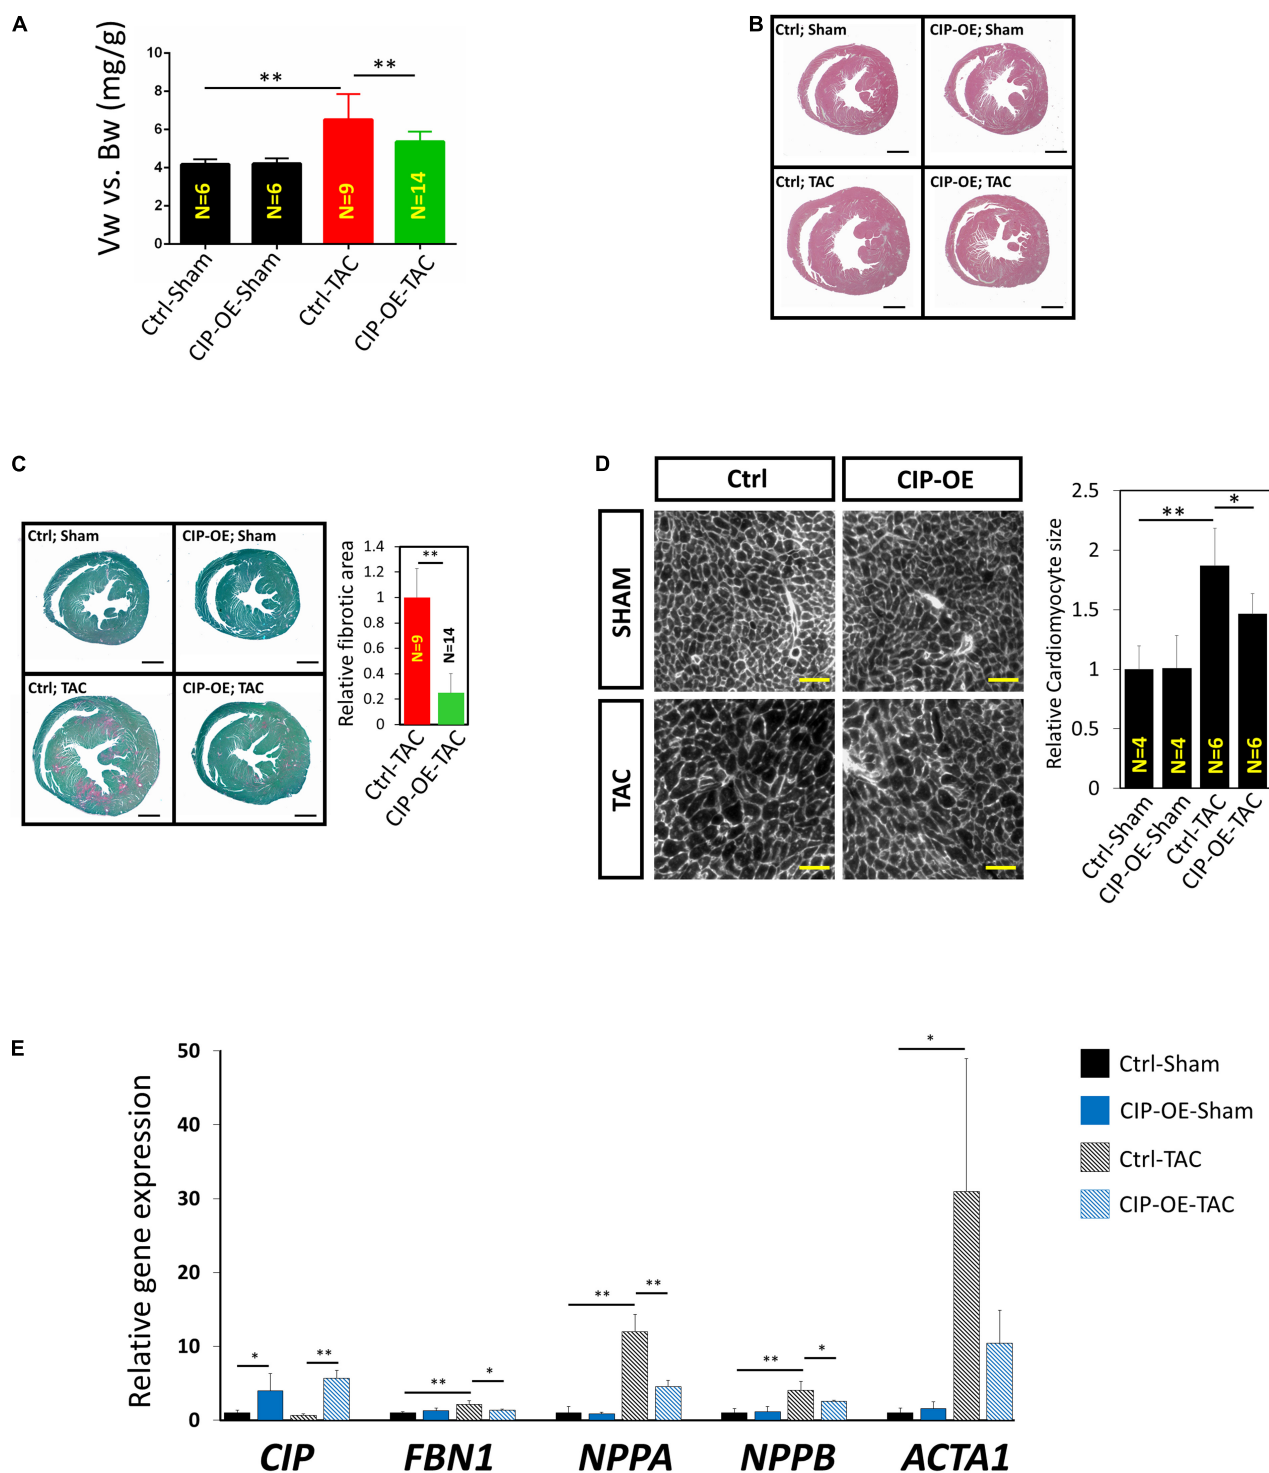 A
Vw vs. Bw (mg/g)
10
8
6
4
2
0
**
**
N=6
N=6
N=9
N=14
Ctrl-Sham
CIP-OE-Sham
Ctrl-TAC
CIP-OE-TAC
B
Ctrl; Sham
CIP-OE; Sham
Ctrl; TAC
CIP-OE; TAC
C
Ctrl; Sham
CIP-OE; Sham
Ctrl; TAC
CIP-OE; TAC
Relative fibrotic area
1.4
1.2
1
0.8
0.6
0.4
0.2
0
**
N=9
N=14
Ctrl-TAC
CIP-OE-TAC
D
Ctrl
CIP-OE
SHAM
TAC
Relative Cardiomyocyte size
2.5
2
1.5
1
0.5
0
**
*
N=4
N=4
N=6
N=6
Ctrl-Sham
CIP-OE-Sham
Ctrl-TAC
CIP-OE-TAC
E
Relative gene expression
50
40
30
20
10
0
*
**
**
*
**
**
**
*
*
CIP
FBN1
NPPA
NPPB
ACTA1
Ctrl-Sham
CIP-OE-Sham
Ctrl-TAC
CIP-OE-TAC